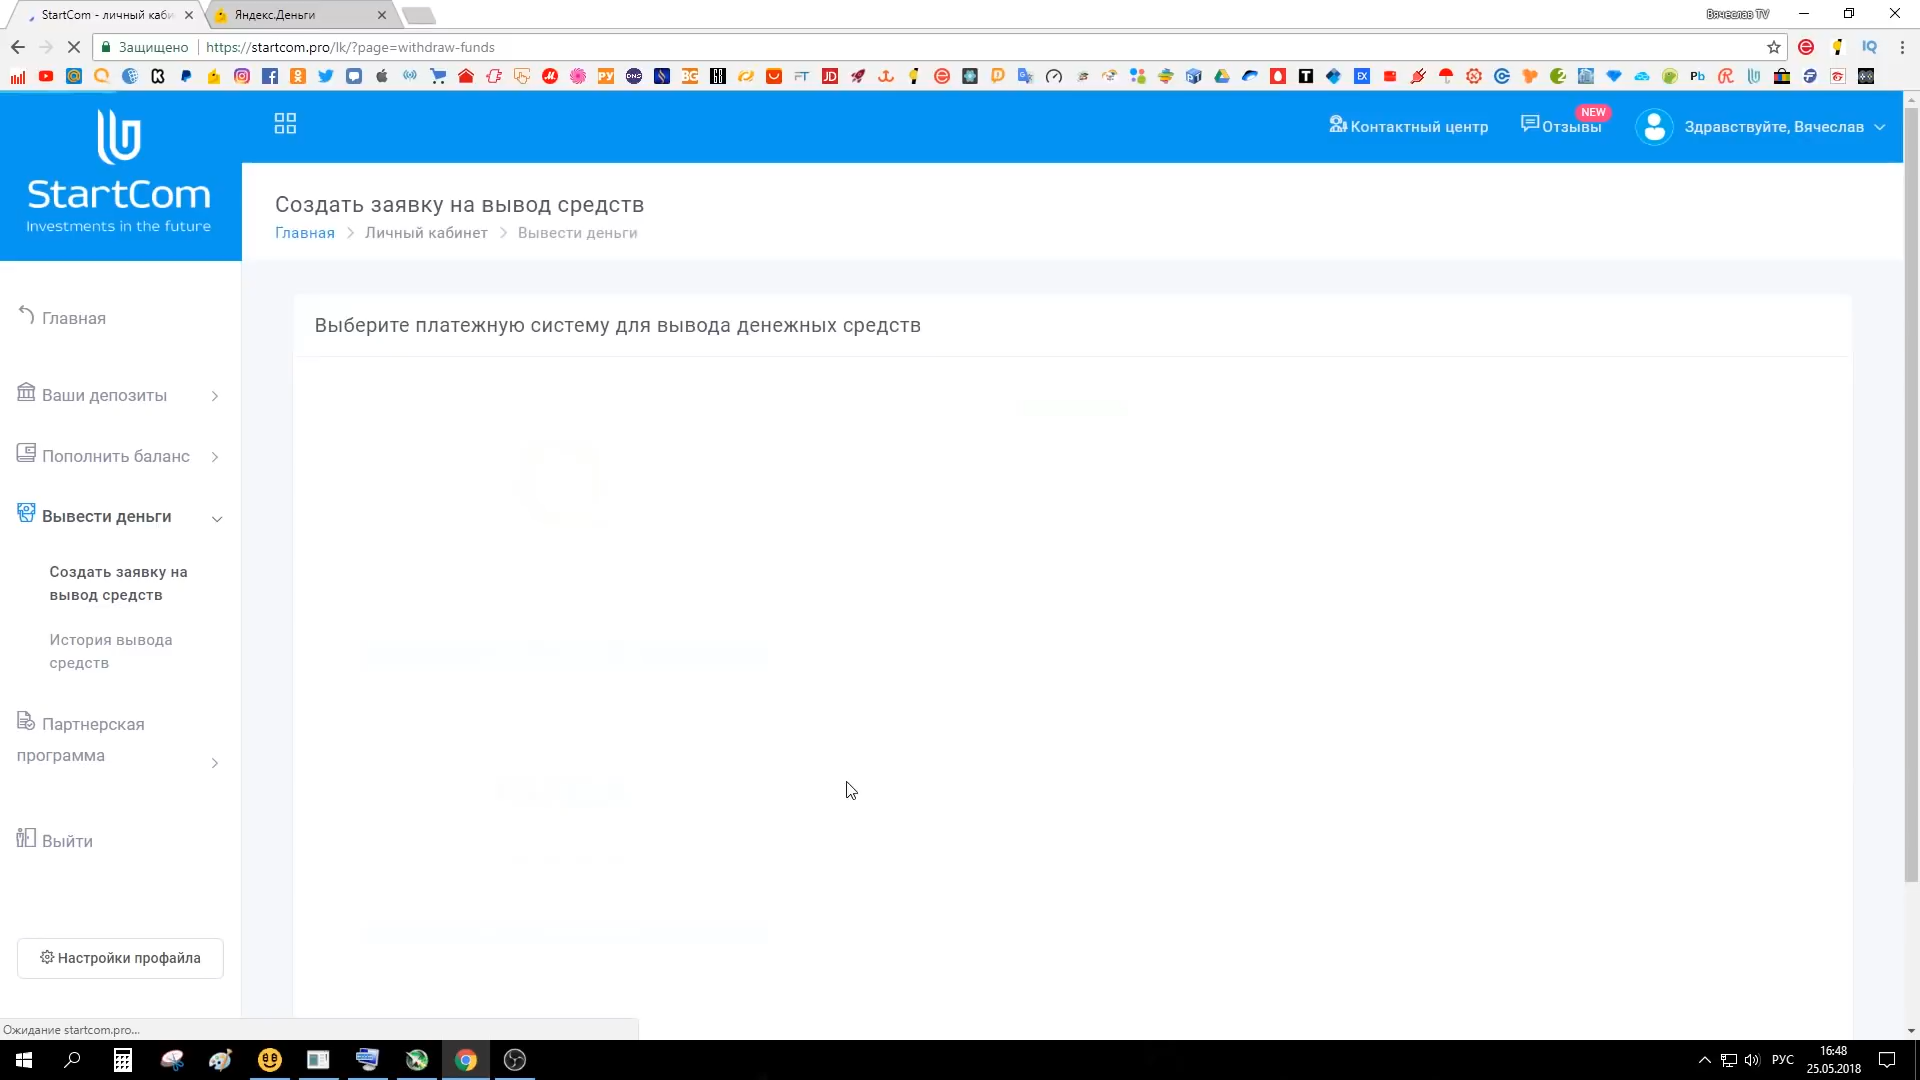 StartCom - личный каби
Яндекс.Деньги
Вячеслав TV
Защищено
https://startcom.pro/lk/?page=withdraw-funds
StartCom
Investments in the future
Контактный центр
Отзывы
NEW
Здравствуйте, Вячеслав
Создать заявку на вывод средств
Главная > Личный кабинет > Вывести деньги
Выберите платежную систему для вывода денежных средств
Главная
Ваши депозиты
Пополнить баланс
Вывести деньги
Создать заявку на
вывод средств
История вывода
средств
Партнерская
программа
Выйти
Настройки профайла
Ожидание startcom.pro...
РУС
16:48
25.05.2018